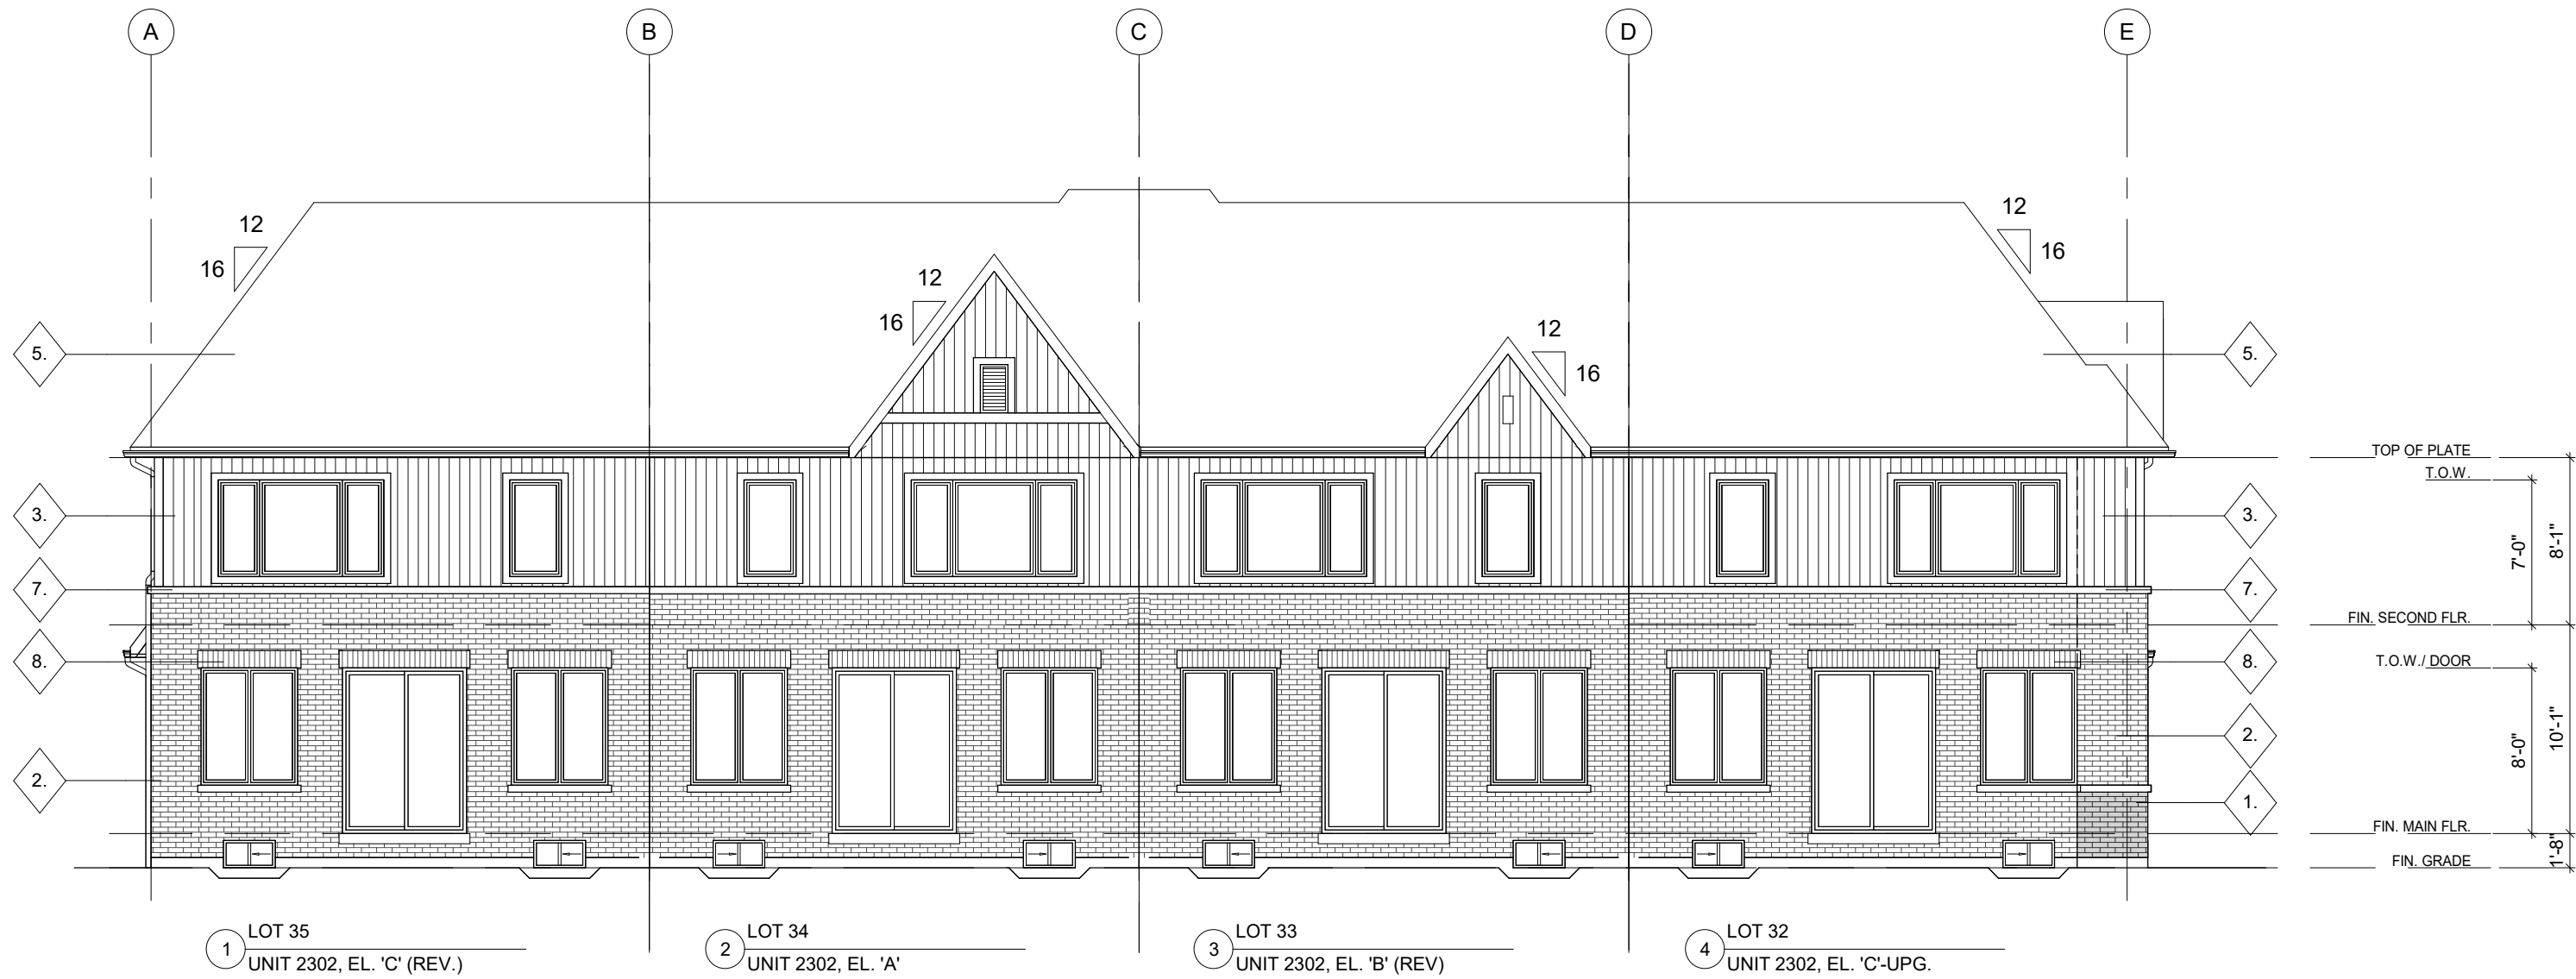 A
B
C
D
E
12
16
12
16
12
16
12
16
5.
5.
3.
3.
7.
7.
8.
8.
2.
2.
1.
TOP OF PLATE
T.O.W.
7'-0"
8'-1"
FIN. SECOND FLR.
T.O.W./ DOOR
8'-0"
10'-1"
FIN. MAIN FLR.
1'-8"
FIN. GRADE
1
LOT 35
UNIT 2302, EL. 'C' (REV.)
2
LOT 34
UNIT 2302, EL. 'A'
3
LOT 33
UNIT 2302, EL. 'B' (REV)
4
LOT 32
UNIT 2302, EL. 'C'-UPG.